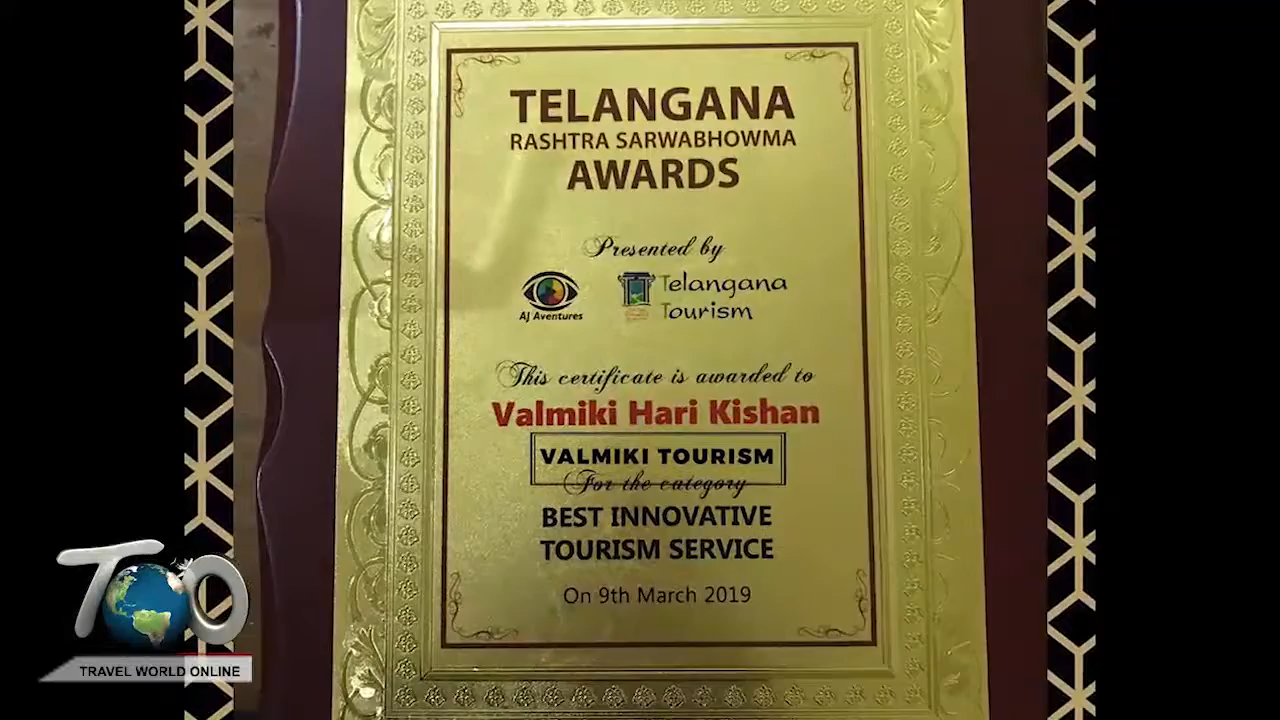 TELANGANA
RASHTRA SARWABHOWMA
AWARDS
Presented by
AJ Aventures
Telangana
Tourism
This certificate is awarded to
Valmiki Hari Kishan
VALMIKI TOURISM
For the category
BEST INNOVATIVE
TOURISM SERVICE
On 9th March 2019
TWO
TRAVEL WORLD ONLINE